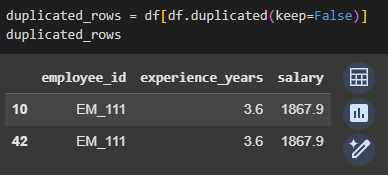 duplicated_rows = df[df.duplicated(keep=False)]
duplicated_rows
employee_id experience_years salary
10 EM_111 3.6 1867.9
42 EM_111 3.6 1867.9